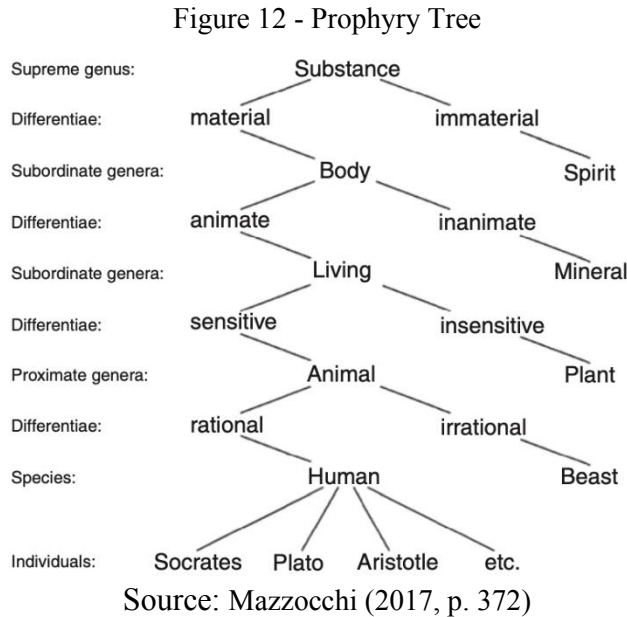 Figure 12 - Prophyry Tree
Supreme genus: Substance
Differentiae: material immaterial
Subordinate genera: Body Spirit
Differentiae: animate inanimate
Subordinate genera: Living Mineral
Differentiae: sensitive insensitive
Proximate genera: Animal Plant
Differentiae: rational irrational
Species: Human Beast
Individuals: Socrates Plato Aristotle etc.
Source: Mazzocchi (2017, p. 372)